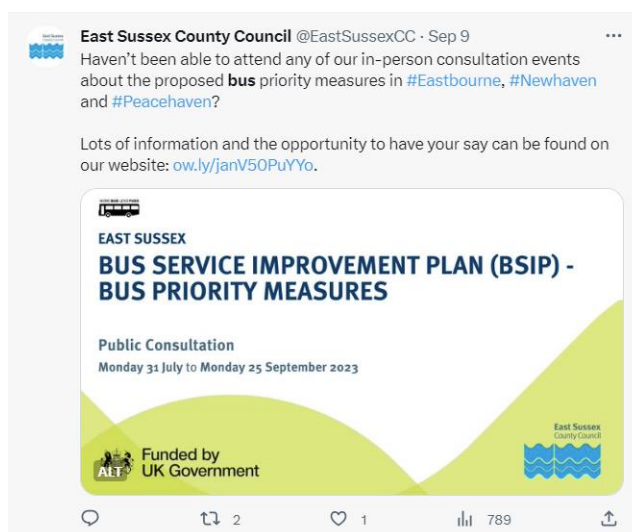 East Sussex County Council @EastSussexCC · Sep 9
Haven't been able to attend any of our in-person consultation events
about the proposed bus priority measures in #Eastbourne, #Newhaven
and #Peacehaven?
Lots of information and the opportunity to have your say can be found on
our website: ow.ly/janV50PuYYo.
EAST SUSSEX
BUS SERVICE IMPROVEMENT PLAN (BSIP) -
BUS PRIORITY MEASURES
Public Consultation
Monday 31 July to Monday 25 September 2023
ALT
Funded by
UK Government
East Sussex
County Council
2
1
789